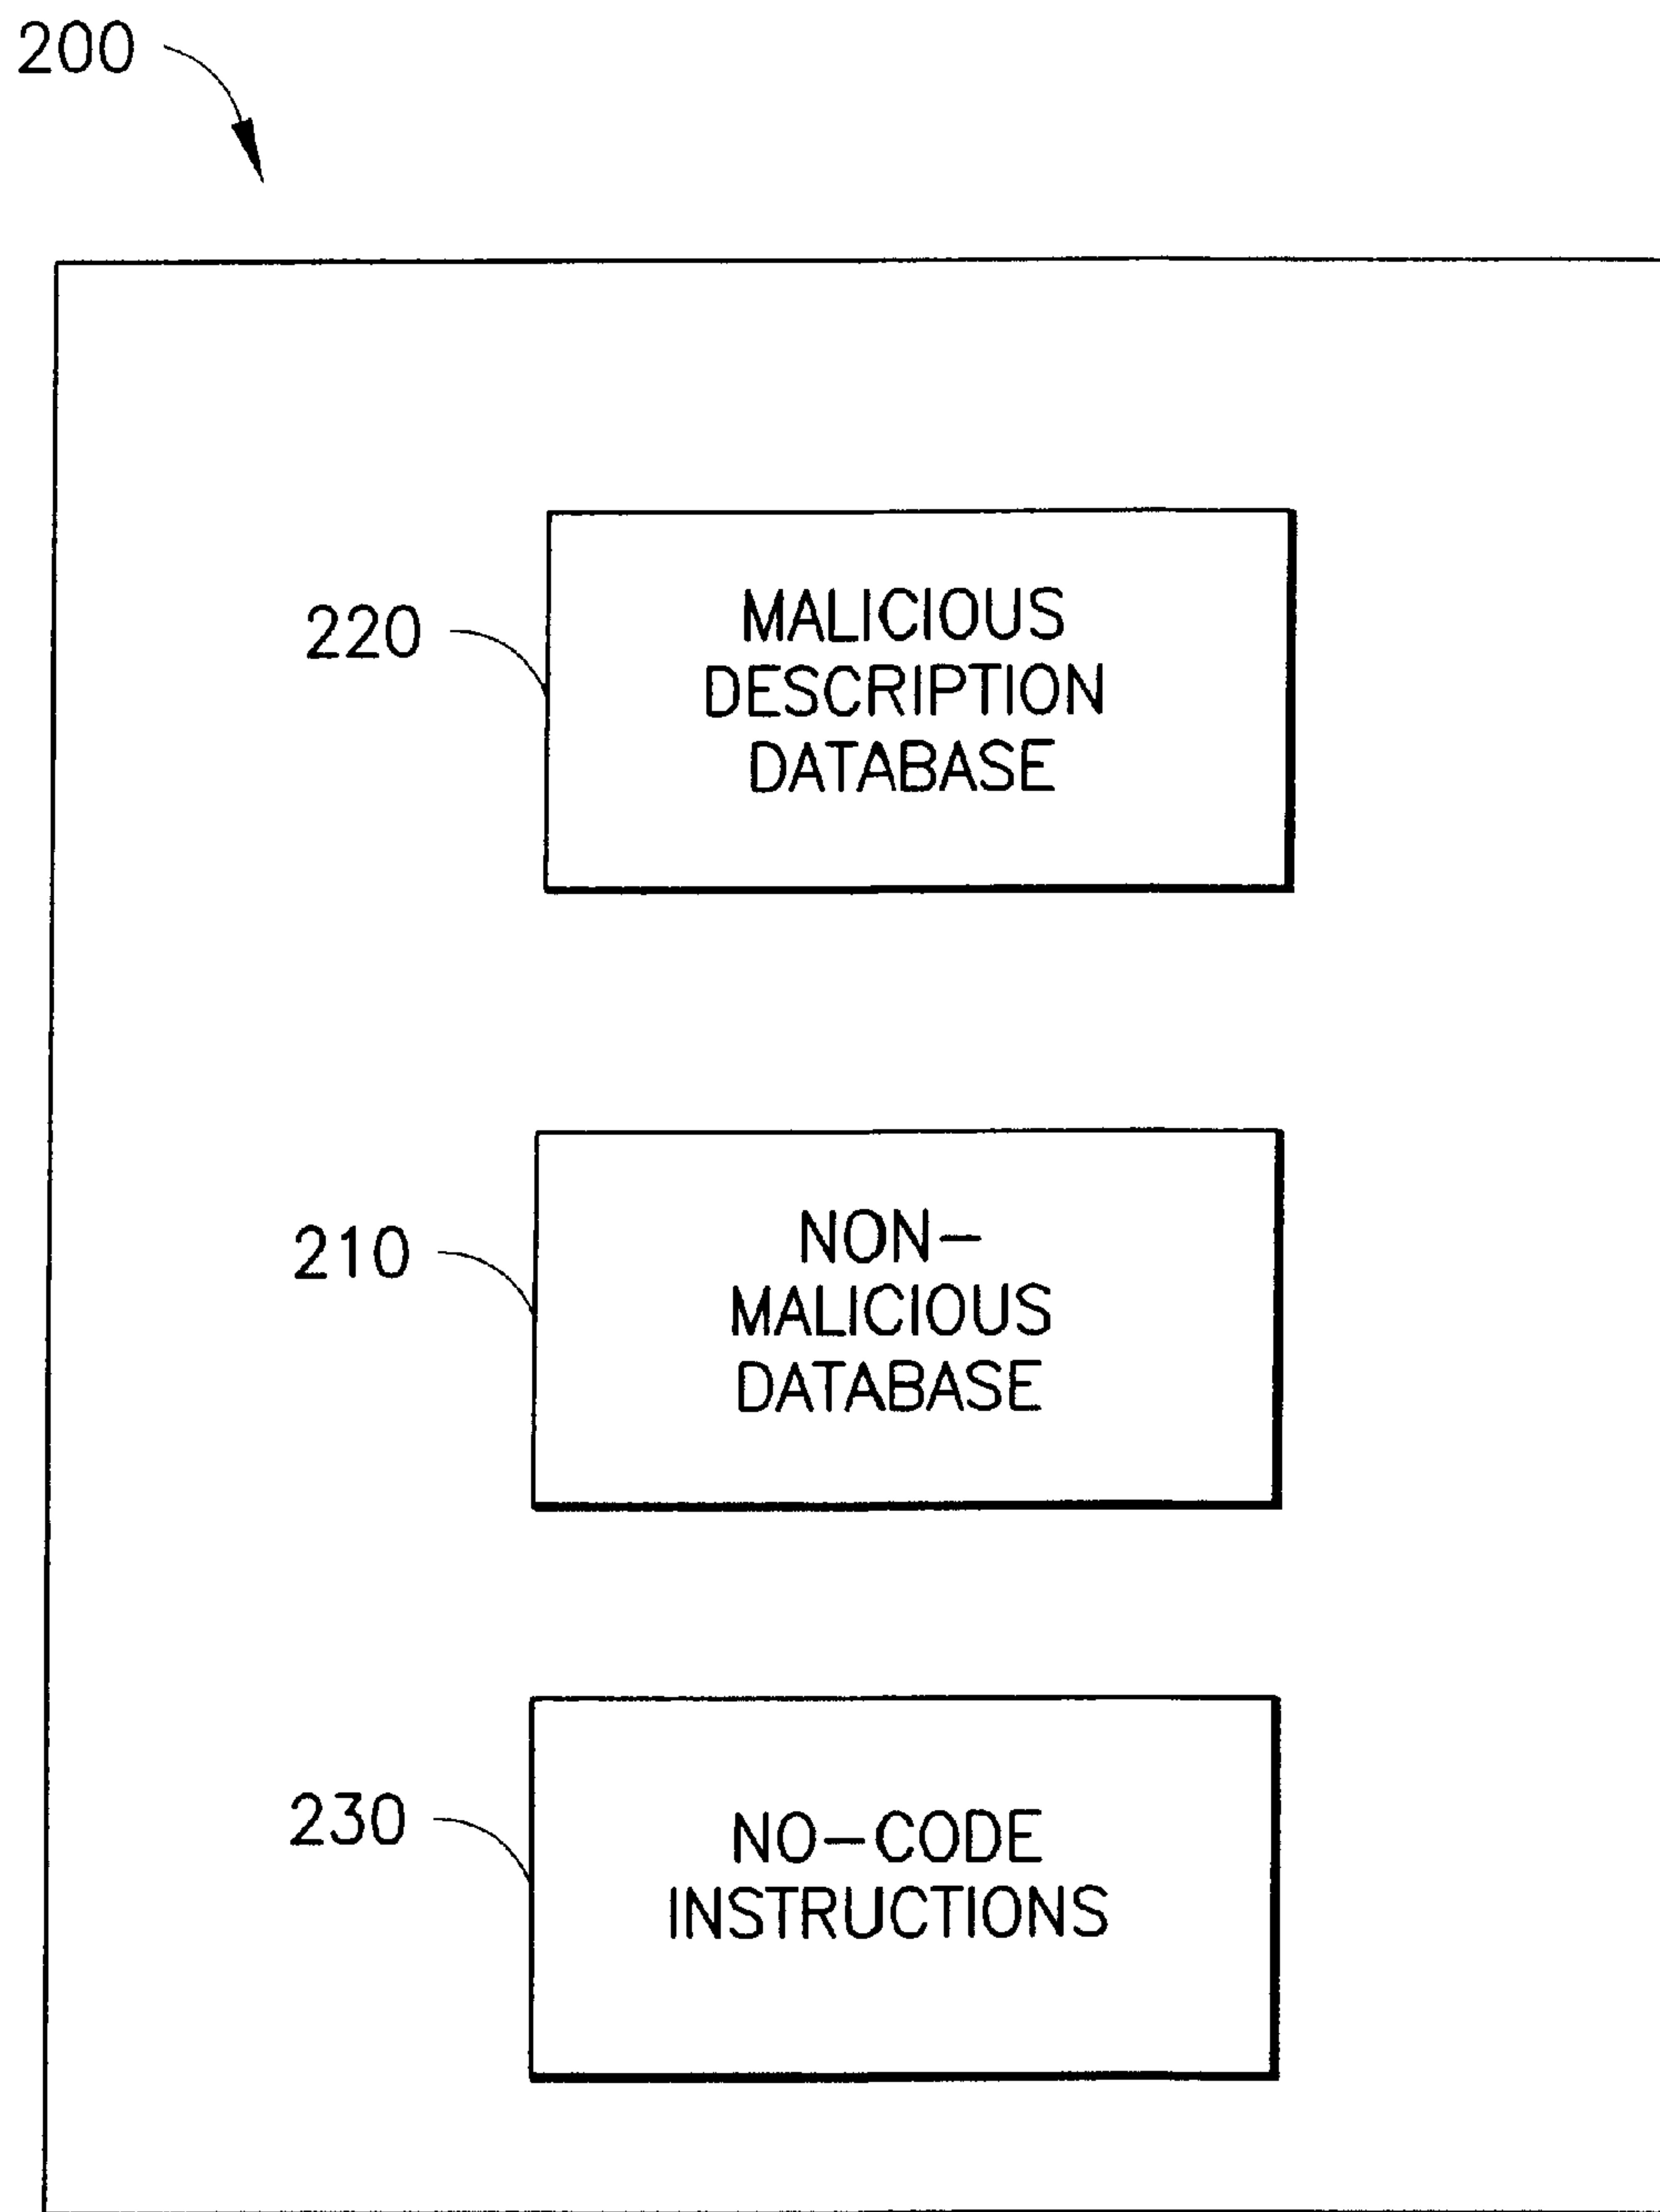 200
220
MALICIOUS
DESCRIPTION
DATABASE
210
NON-
MALICIOUS
DATABASE
230
NO-CODE
INSTRUCTIONS